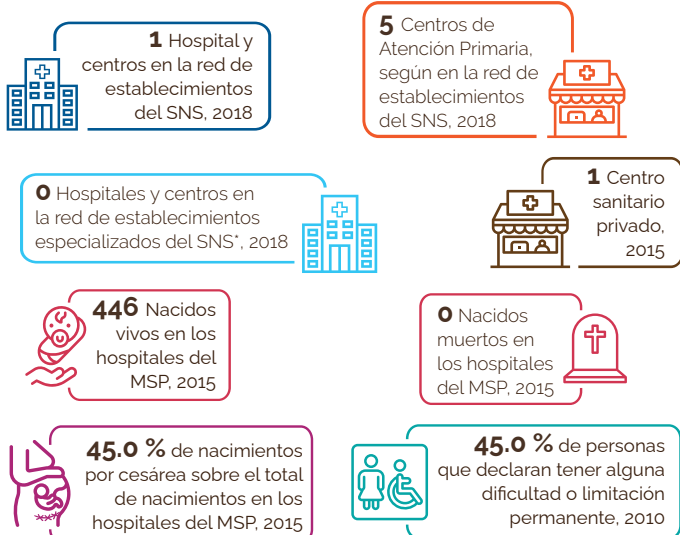 1 Hospital y
centros en la red de
establecimientos
del SNS, 2018
5 Centros de
Atención Primaria,
según en la red de
establecimientos
del SNS, 2018
0 Hospitales y centros en
la red de establecimientos
especializados del SNS*, 2018
1 Centro
sanitario
privado,
2015
446 Nacidos
vivos en los
hospitales del
MSP, 2015
0 Nacidos
muertos en
los hospitales
del MSP, 2015
45.0 % de nacimientos
por cesárea sobre el total
de nacimientos en los
hospitales del MSP, 2015
45.0 % de personas
que declaran tener alguna
dificultad o limitación
permanente, 2010